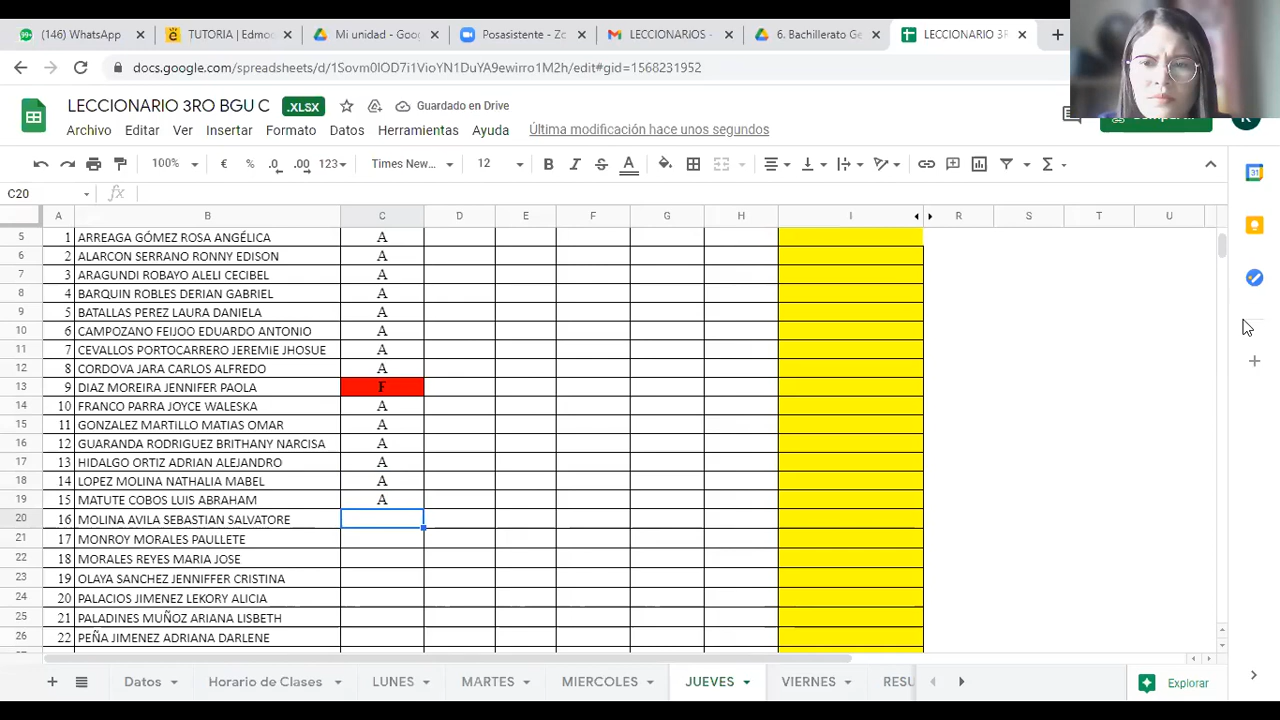 (146) WhatsApp
TUTORIA | Edmo
Mi unidad - Goog
Posasistente - Zo
LECCIONARIOS -
6. Bachillerato Ge
LECCIONARIO 3R
docs.google.com/spreadsheets/d/1Sovm0IOD7i1VioYN1DuYA9ewirro1M2h/edit#gid=1568231952
LECCIONARIO 3RO BGU C .XLSX Guardado en Drive
Archivo Editar Ver Insertar Formato Datos Herramientas Ayuda Última modificación hace unos segundos
100% € % .0 .00 123 Times New... 12 B I S A Σ
31
C20 fx
A B C D E F G H I R S T U
5 1 ARREAGA GÓMEZ ROSA ANGÉLICA A
6 2 ALARCON SERRANO RONNY EDISON A
7 3 ARAGUNDI ROBAYO ALELI CECIBEL A
8 4 BARQUIN ROBLES DERIAN GABRIEL A
9 5 BATALLAS PEREZ LAURA DANIELA A
10 6 CAMPOZANO FEIJOO EDUARDO ANTONIO A
11 7 CEVALLOS PORTOCARRERO JEREMIE JHOSUE A
12 8 CORDOVA JARA CARLOS ALFREDO A
13 9 DIAZ MOREIRA JENNIFER PAOLA F
14 10 FRANCO PARRA JOYCE WALESKA A
15 11 GONZALEZ MARTILLO MATIAS OMAR A
16 12 GUARANDA RODRIGUEZ BRITHANY NARCISA A
17 13 HIDALGO ORTIZ ADRIAN ALEJANDRO A
18 14 LOPEZ MOLINA NATHALIA MABEL A
19 15 MATUTE COBOS LUIS ABRAHAM A
20 16 MOLINA AVILA SEBASTIAN SALVATORE
21 17 MONROY MORALES PAULLETE
22 18 MORALES REYES MARIA JOSE
23 19 OLAYA SANCHEZ JENNIFFER CRISTINA
24 20 PALACIOS JIMENEZ LEKORY ALICIA
25 21 PALADINES MUÑOZ ARIANA LISBETH
26 22 PEÑA JIMENEZ ADRIANA DARLENE
Datos Horario de Clases LUNES MARTES MIERCOLES JUEVES VIERNES RESU Explorar